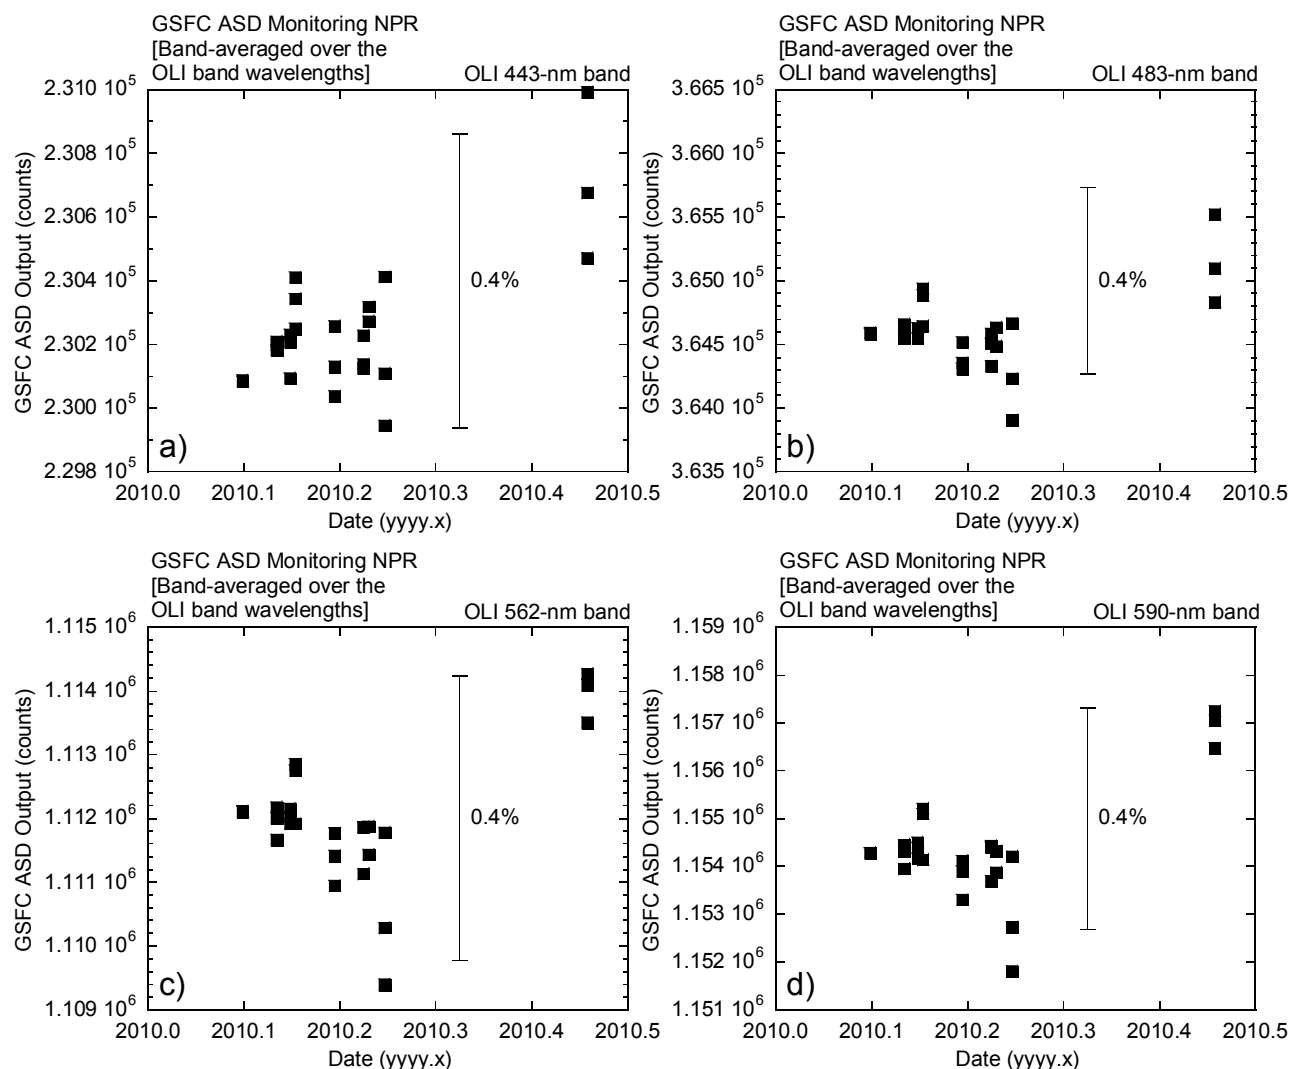 GSFC ASD Monitoring NPR
[Band-averaged over the
OLI band wavelengths]
OLI 443-nm band
GSFC ASD Output (counts)
2.310 10^5
2.308 10^5
2.306 10^5
2.304 10^5
2.302 10^5
2.300 10^5
2.298 10^5
0.4%
a)
2010.0 2010.1 2010.2 2010.3 2010.4 2010.5
Date (yyyy.x)
GSFC ASD Monitoring NPR
[Band-averaged over the
OLI band wavelengths]
OLI 483-nm band
GSFC ASD Output (counts)
3.665 10^5
3.660 10^5
3.655 10^5
3.650 10^5
3.645 10^5
3.640 10^5
3.635 10^5
0.4%
b)
2010.0 2010.1 2010.2 2010.3 2010.4 2010.5
Date (yyyy.x)
GSFC ASD Monitoring NPR
[Band-averaged over the
OLI band wavelengths]
OLI 562-nm band
GSFC ASD Output (counts)
1.115 10^6
1.114 10^6
1.113 10^6
1.112 10^6
1.111 10^6
1.110 10^6
1.109 10^6
0.4%
c)
2010.0 2010.1 2010.2 2010.3 2010.4 2010.5
Date (yyyy.x)
GSFC ASD Monitoring NPR
[Band-averaged over the
OLI band wavelengths]
OLI 590-nm band
GSFC ASD Output (counts)
1.159 10^6
1.158 10^6
1.157 10^6
1.156 10^6
1.155 10^6
1.154 10^6
1.153 10^6
1.152 10^6
1.151 10^6
0.4%
d)
2010.0 2010.1 2010.2 2010.3 2010.4 2010.5
Date (yyyy.x)